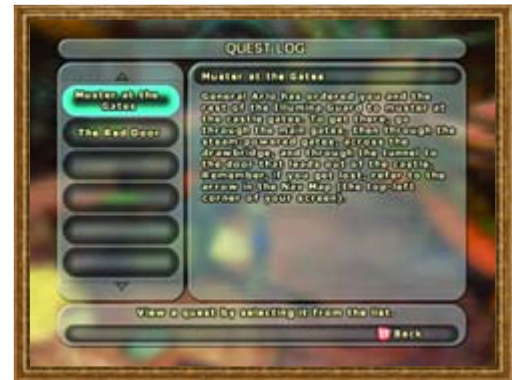 QUEST LOG
Muster at the
Gates
The Red Door
Muster at the Gates
General Arlo has ordered you and the
rest of the Illumina Guard to muster at
the castle gates. To get there, go
through the main gates, then through the
steam-powered gates, across the
drawbridge, and through the tunnel to
the door that leads out of the castle.
Remember, if you get lost, refer to the
arrow in the Nav Map (the top-left
corner of your screen).
View a quest by selecting it from the list.
Back